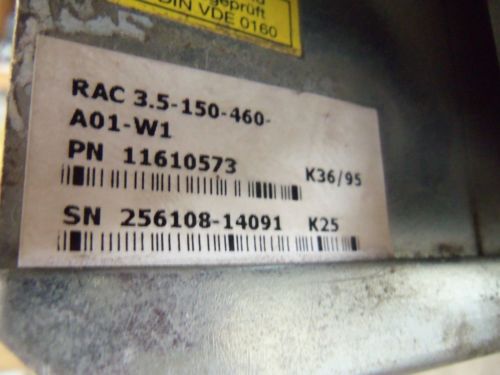 geprüft
DIN VDE 0160
RAC 3.5-150-460-
A01-W1
PN 11610573 K36/95
SN 256108-14091 K25